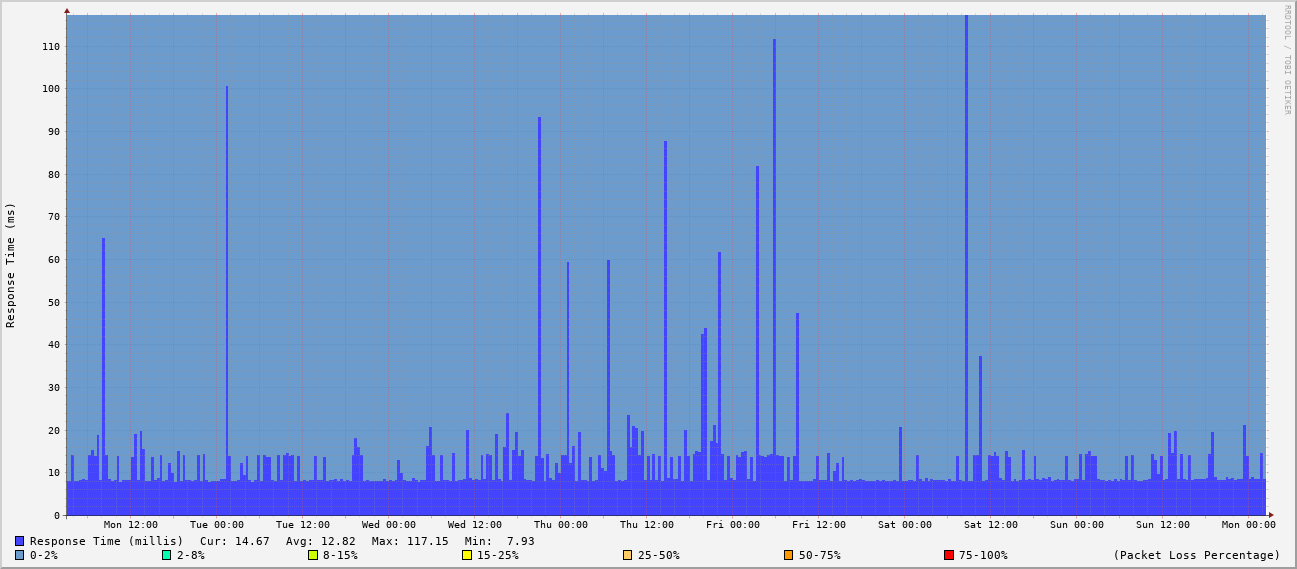 RRDTOOL / TOBI OETIKER
Response Time (ms)
110
100
90
80
70
60
50
40
30
20
10
0
Mon 12:00 Tue 00:00 Tue 12:00 Wed 00:00 Wed 12:00 Thu 00:00 Thu 12:00 Fri 00:00 Fri 12:00 Sat 00:00 Sat 12:00 Sun 00:00 Sun 12:00 Mon 00:00
Response Time (millis) Cur: 14.67 Avg: 12.82 Max: 117.15 Min: 7.93
0-2% 2-8% 8-15% 15-25% 25-50% 50-75% 75-100% (Packet Loss Percentage)